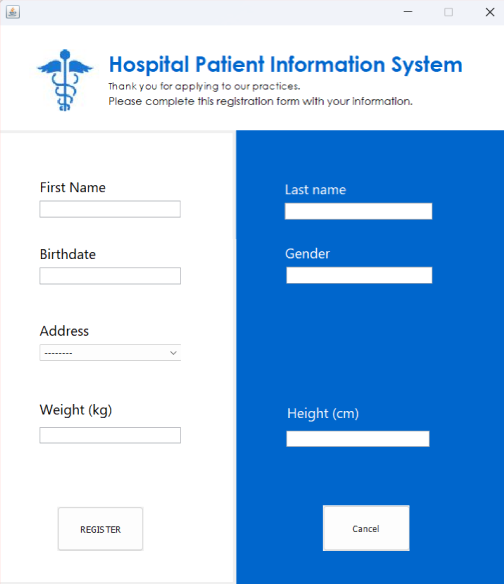 Hospital Patient Information System
Thank you for applying to our practices.
Please complete this registration form with your information.
First Name
Last name
Birthdate
Gender
Address
--------
Weight (kg)
Height (cm)
REGISTER
Cancel